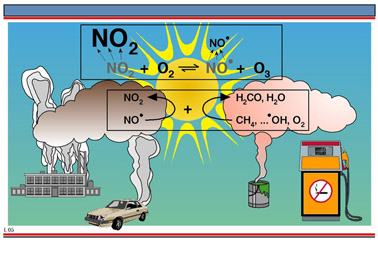 NO₂
NO•
NO₂ + O₂ ⇌ NO• + O₃
NO₂
H₂CO, H₂O
+
NO•
CH₄, ...•OH, O₂
L 05